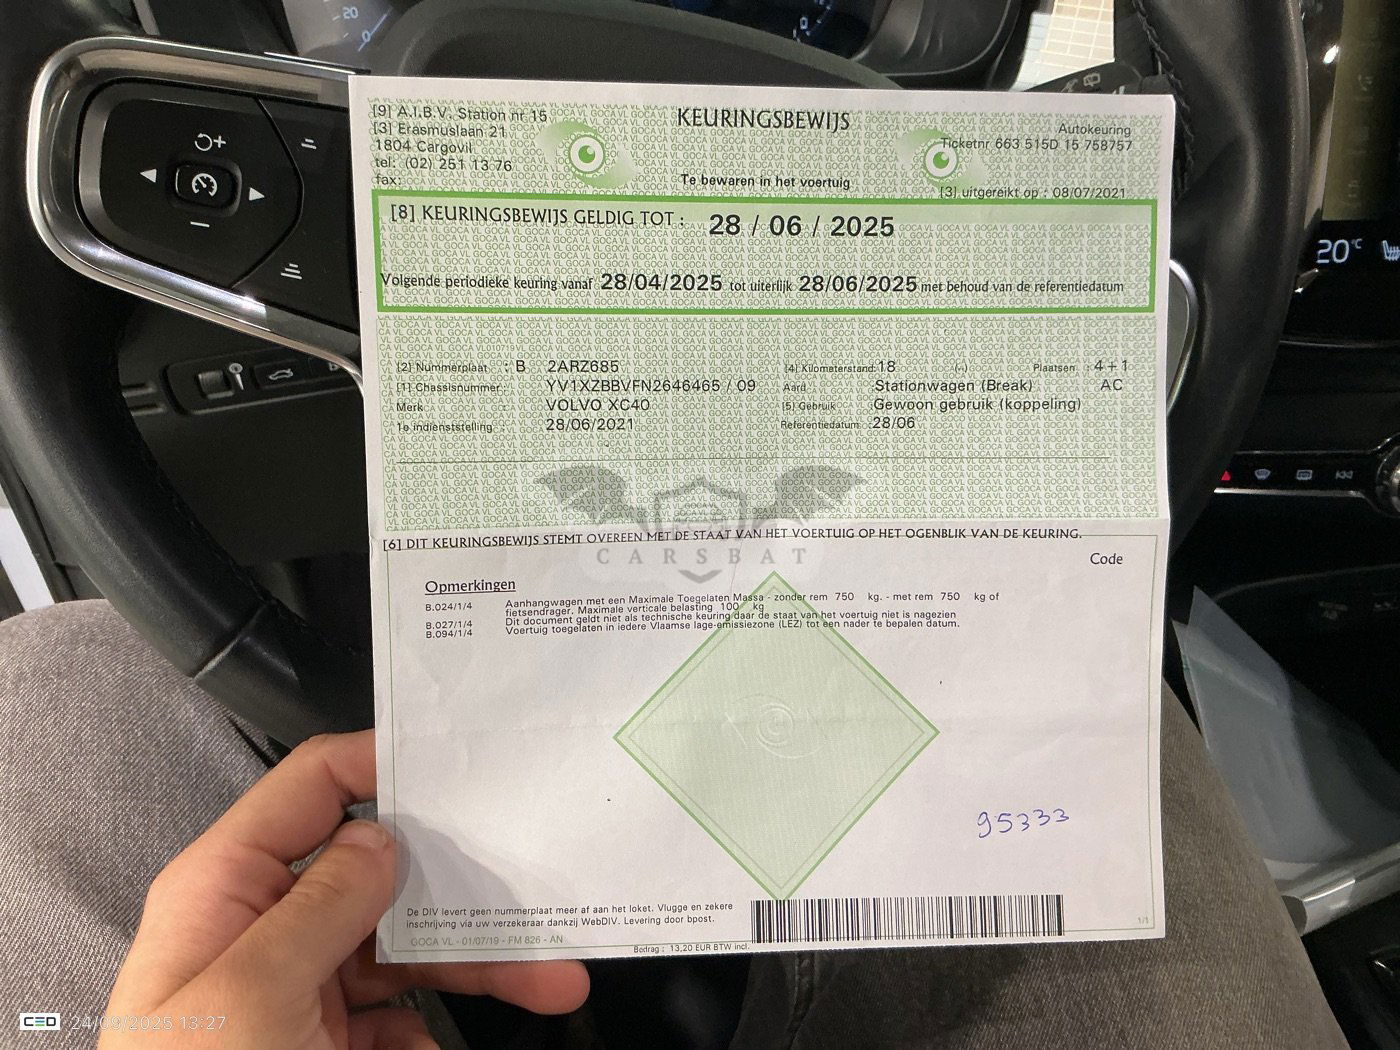 20
0
0
[9] A.I.B.V. Station nr 15
[3] Erasmuslaan 21
1804 Cargovil
tel: (02) 251 13 76
fax:
KEURINGSBEWIJS
Te bewaren in het voertuig
Autokeuring
Ticketnr 663 515D 15 758757
[3] uitgereikt op : 08/07/2021
[8] KEURINGSBEWIJS GELDIG TOT : 28 / 06 / 2025
Volgende periodieke keuring vanaf 28/04/2025 tot uiterlijk 28/06/2025 met behoud van de referentiedatum
[2] Nummerplaat : B 2ARZ685
[4] Kilometerstand: 18 (-) Plaatsen : 4+1
[1] Chassisnummer : YV1XZBBVFN2646465 / 09
Aard : Stationwagen (Break) AC
Merk : VOLVO XC40
[5] Gebruik : Gewoon gebruik (koppeling)
1e indienststelling : 28/06/2021
Referentiedatum : 28/06
CARSBAT
[6] DIT KEURINGSBEWIJS STEMT OVEREEN MET DE STAAT VAN HET VOERTUIG OP HET OGENBLIK VAN DE KEURING.
Code
Opmerkingen
B.024/1/4 Aanhangwagen met een Maximale Toegelaten Massa - zonder rem 750 kg. - met rem 750 kg of
fietsendrager. Maximale verticale belasting 100 kg
B.027/1/4 Dit document geldt niet als technische keuring daar de staat van het voertuig niet is nagezien
B.094/1/4 Voertuig toegelaten in iedere Vlaamse lage-emissiezone (LEZ) tot een nader te bepalen datum.
95333
De DIV levert geen nummerplaat meer af aan het loket. Vlugge en zekere
inschrijving via uw verzekeraar dankzij WebDIV. Levering door bpost.
GOCA VL - 01/07/19 - FM 826 - AN
Bedrag : 13,20 EUR BTW incl.
1/1
20°C
CED 24/09/2025 13:27